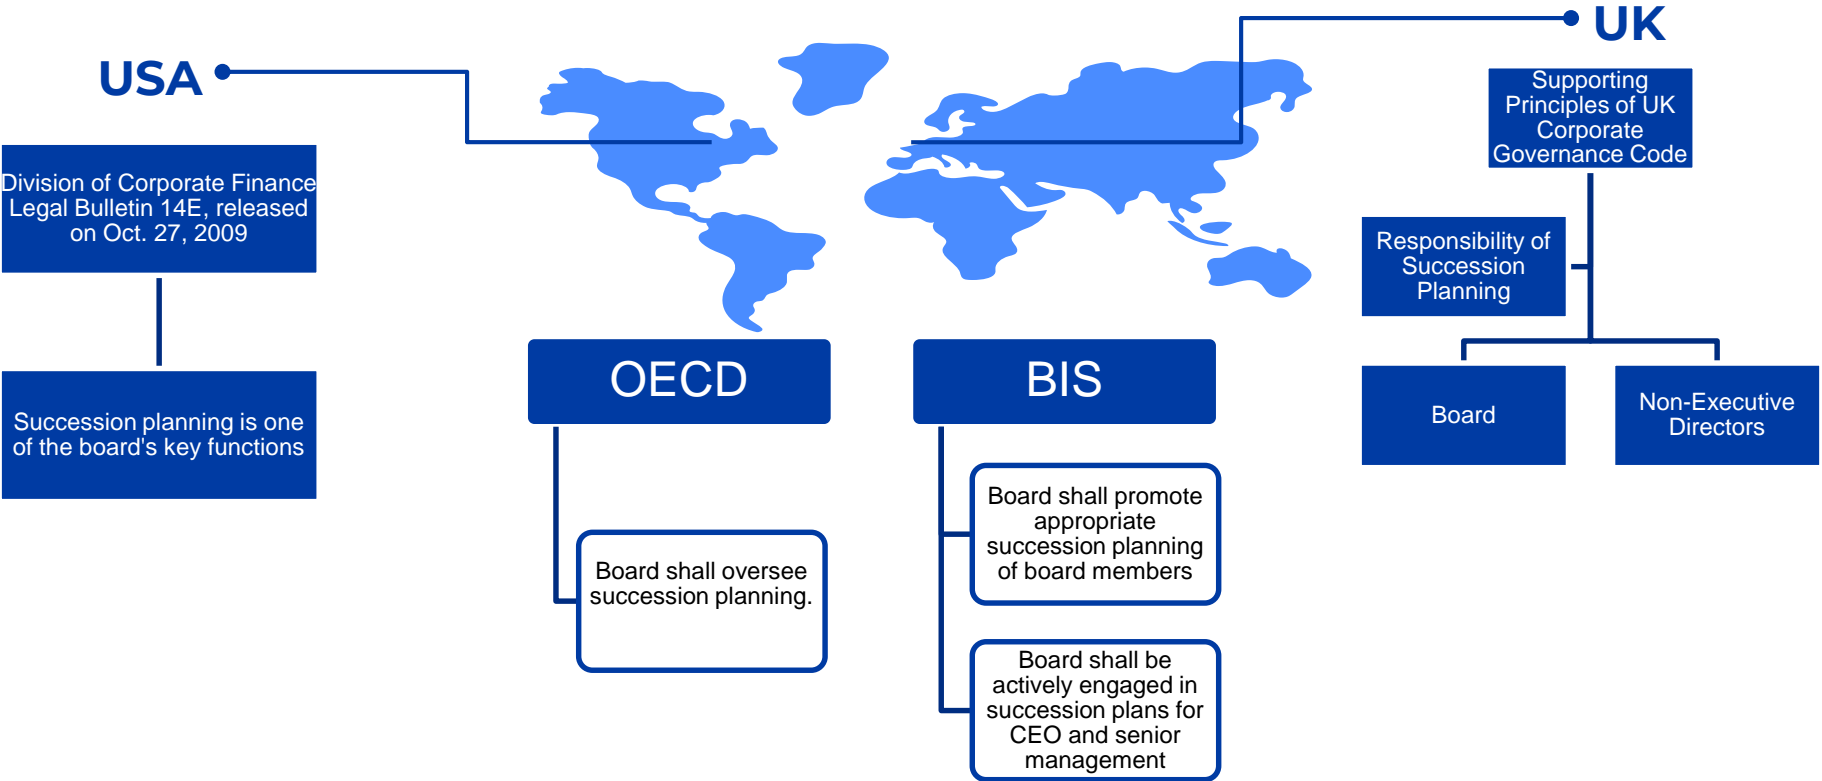 USA
UK
Division of Corporate Finance
Legal Bulletin 14E, released
on Oct. 27, 2009
Succession planning is one
of the board's key functions
OECD
Board shall oversee
succession planning.
BIS
Board shall promote
appropriate
succession planning
of board members
Board shall be
actively engaged in
succession plans for
CEO and senior
management
Supporting
Principles of UK
Corporate
Governance Code
Responsibility of
Succession
Planning
Board
Non-Executive
Directors